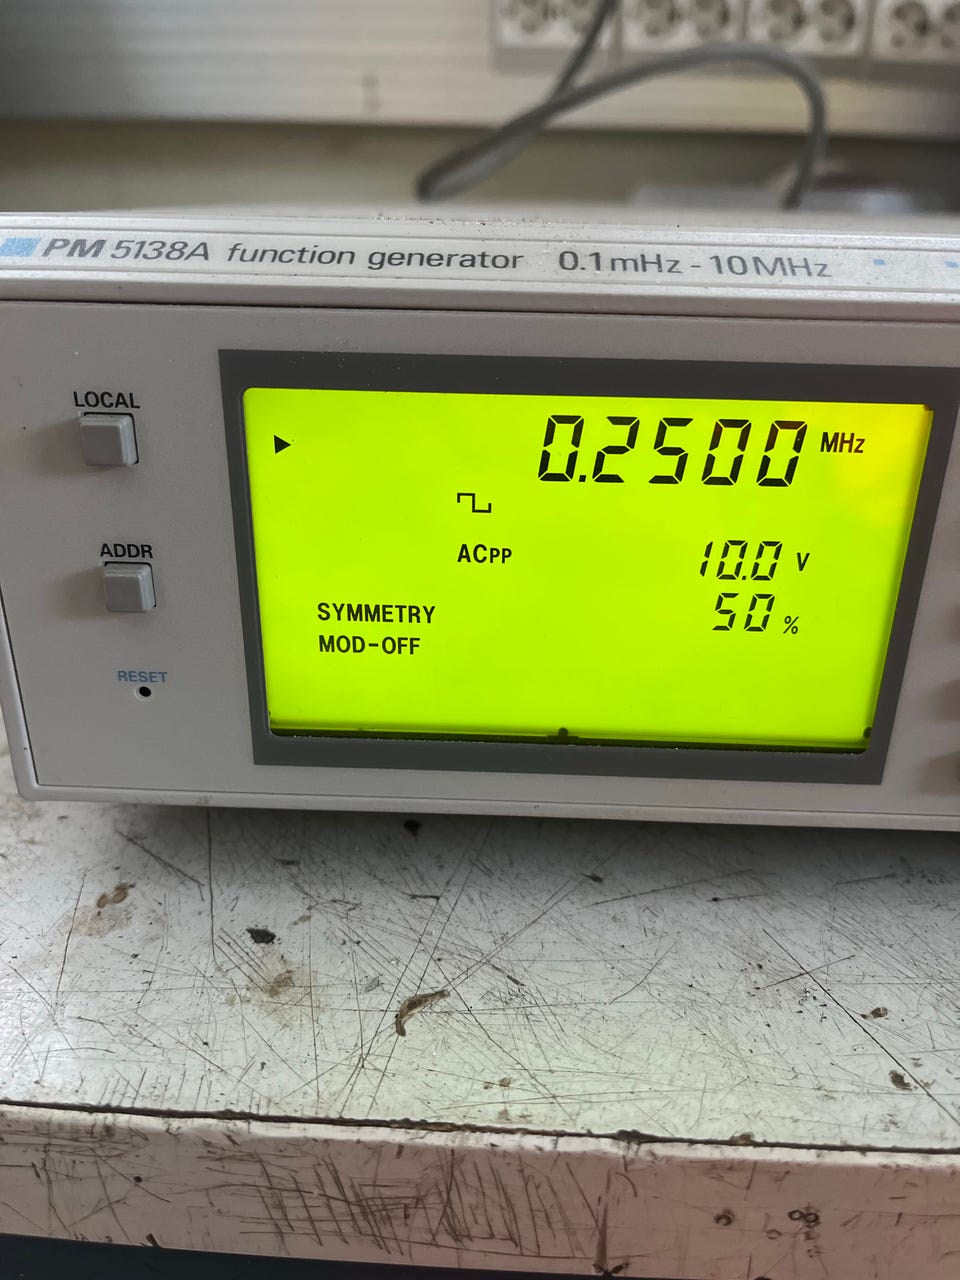 PM 5138A function generator 0.1mHz - 10MHz
LOCAL
0.2500 MHz
ADDR
ACPP 10.0 V
SYMMETRY 50 %
MOD-OFF
RESET